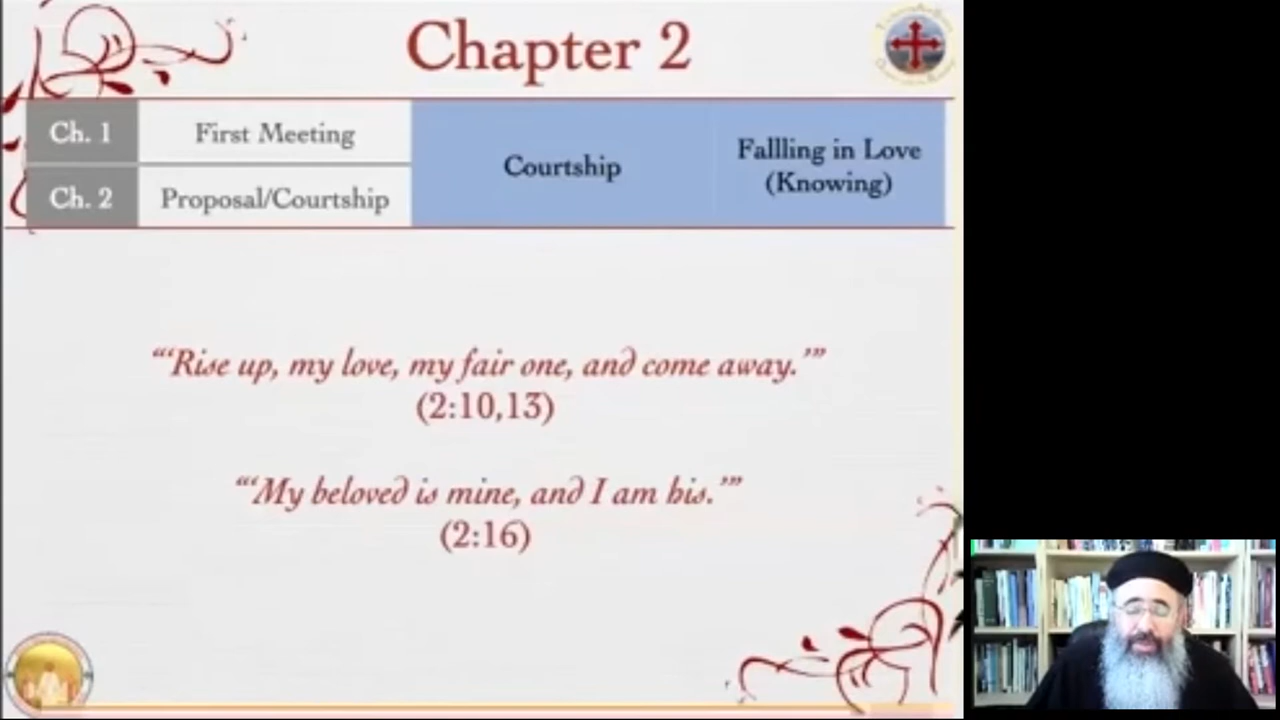 Chapter 2
Ch. 1
First Meeting
Ch. 2
Proposal/Courtship
Courtship
Fallling in Love
(Knowing)
“‘Rise up, my love, my fair one, and come away.’”
(2:10,13)
“‘My beloved is mine, and I am his.’”
(2:16)